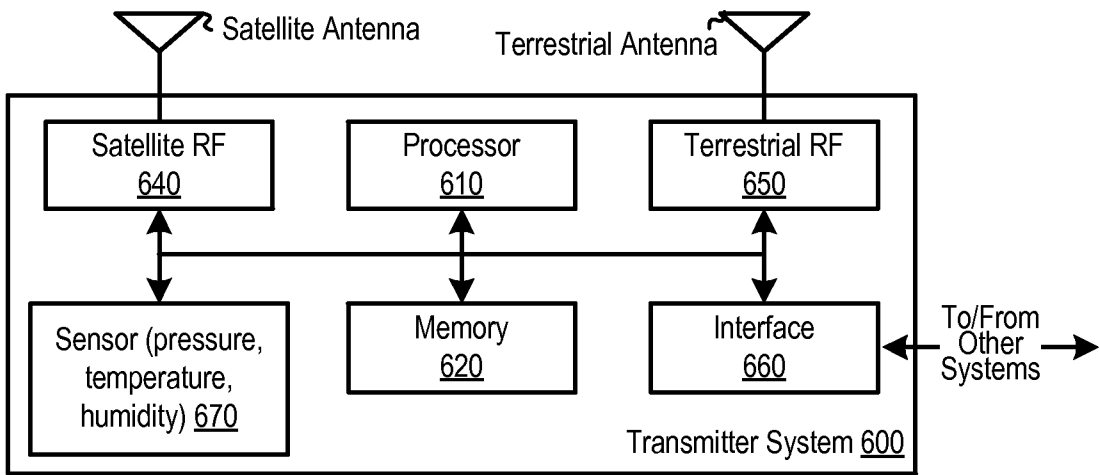 Satellite Antenna
Terrestrial Antenna
Satellite RF
640
Processor
610
Terrestrial RF
650
Sensor (pressure,
temperature,
humidity) 670
Memory
620
Interface
660
To/From
Other
Systems
Transmitter System 600